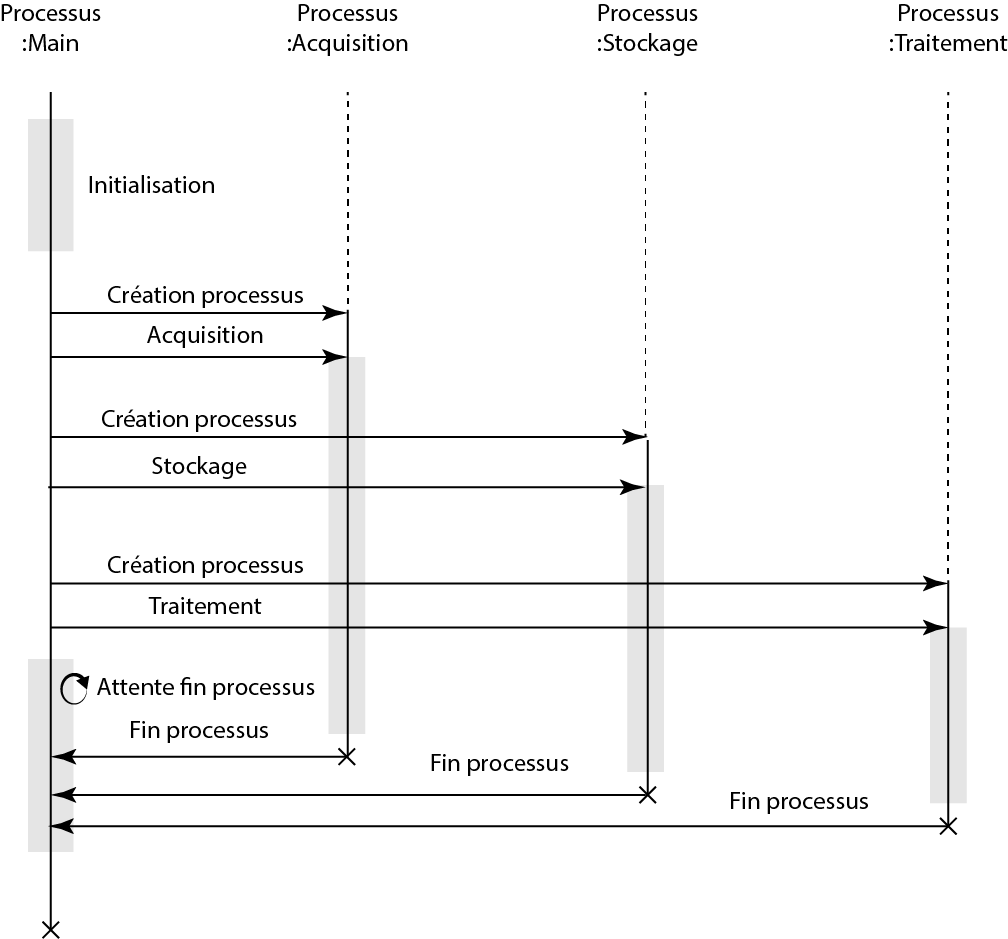 Processus
:Main
Processus
:Acquisition
Processus
:Stockage
Processus
:Traitement
Initialisation
Création processus
Acquisition
Création processus
Stockage
Création processus
Traitement
Attente fin processus
Fin processus
Fin processus
Fin processus